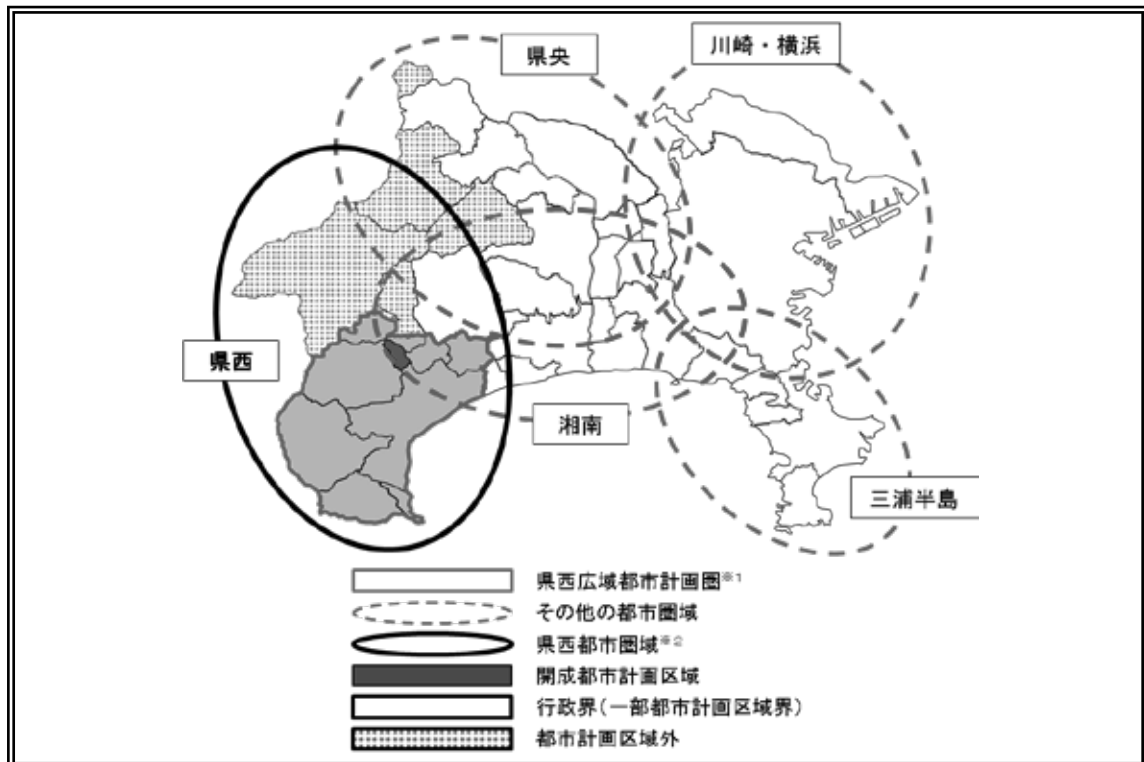 川崎・横浜
県央
県西
湘南
三浦半島
県西広域都市計画圏※1
その他の都市圏域
県西都市圏域※2
開成都市計画区域
行政界(一部都市計画区域界)
都市計画区域外